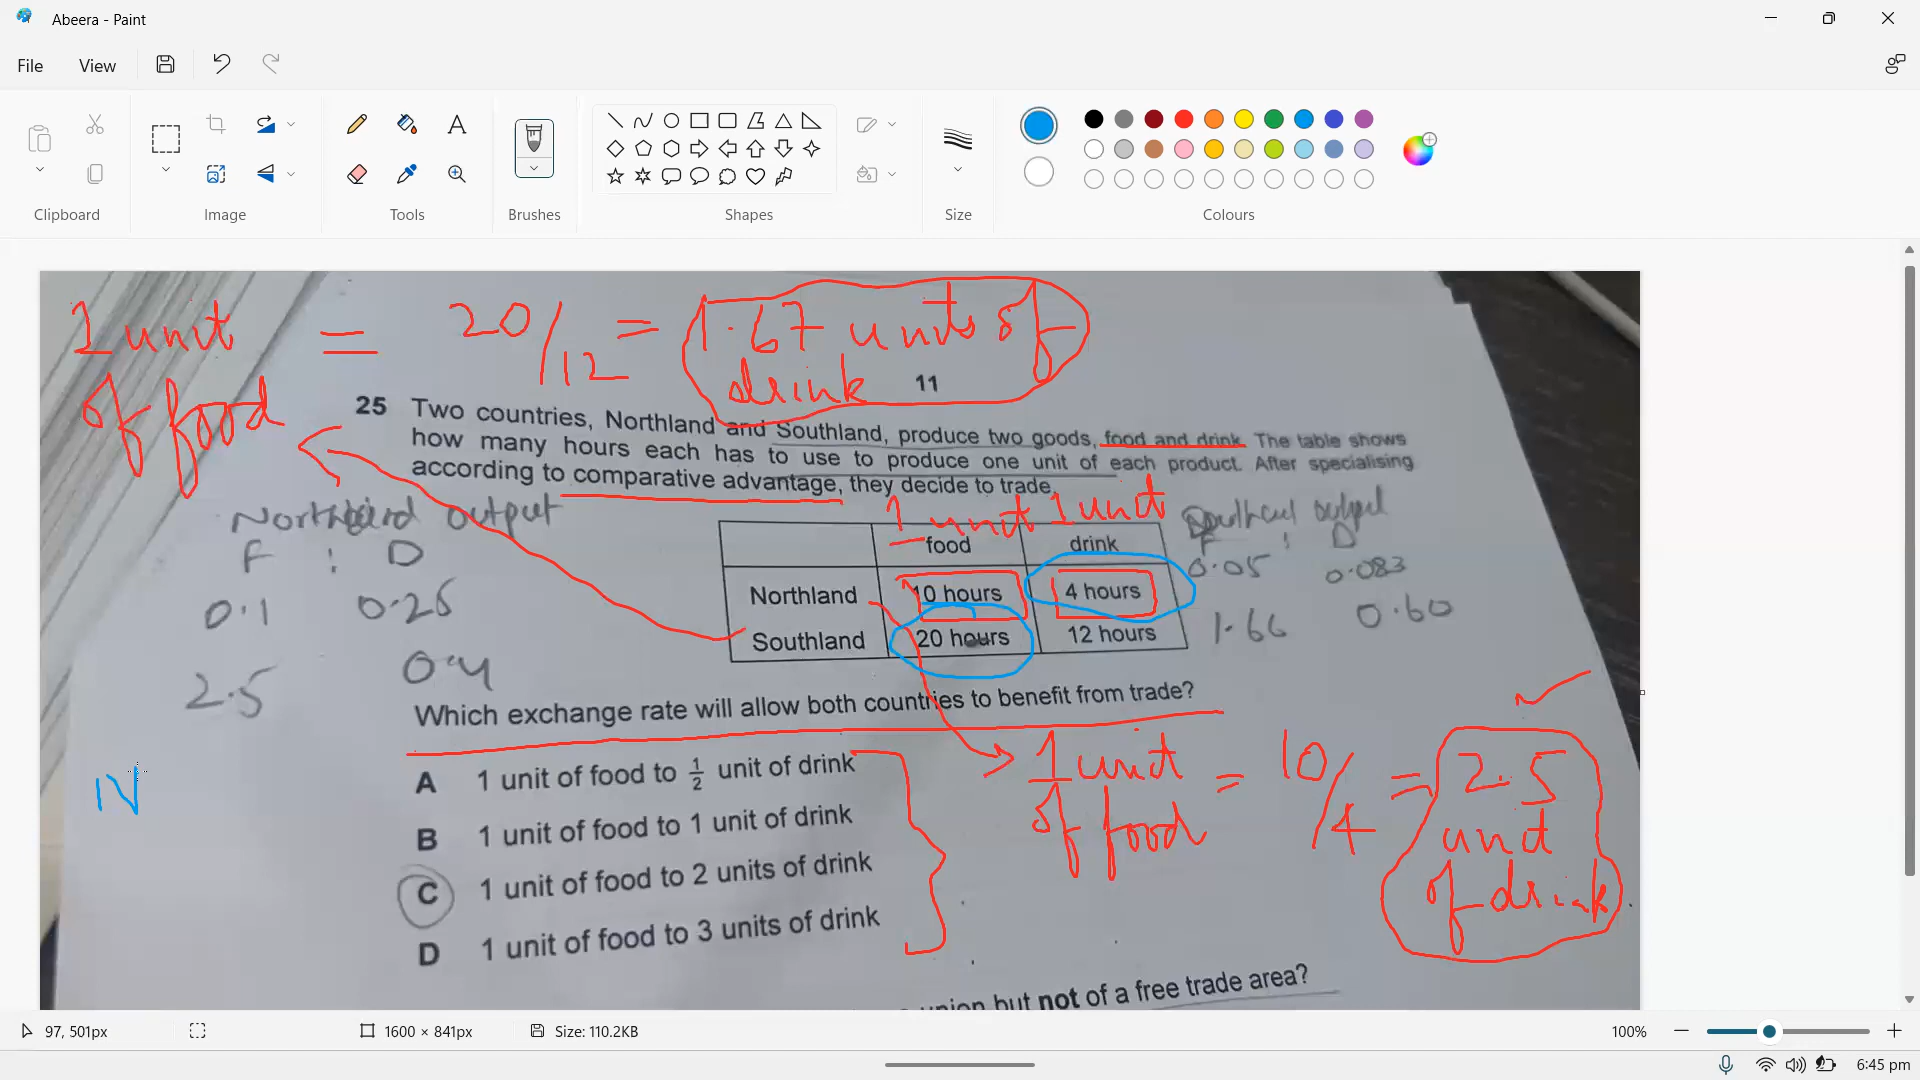 Abeera - Paint
File View
Clipboard Image Tools Brushes Shapes Size Colours
1 unit of food = 20/12 = 1.67 units of drink
11
25 Two countries, Northland and Southland, produce two goods, food and drink. The table shows
how many hours each has to use to produce one unit of each product. After specialising
according to comparative advantage, they decide to trade.
Northland output
F : D
0.1 0.25
2.5 0.4
1 unit 1 unit
food drink
Northland 10 hours 4 hours
Southland 20 hours 12 hours
output
F : D
0.05 0.083
1.66 0.60
Which exchange rate will allow both countries to benefit from trade?
A 1 unit of food to 1/2 unit of drink
B 1 unit of food to 1 unit of drink
C 1 unit of food to 2 units of drink
D 1 unit of food to 3 units of drink
1 unit of food = 10/4 = 2.5 unit of drink
N
union but not of a free trade area?
97, 501px 1600 × 841px Size: 110.2KB 100%
6:45 pm